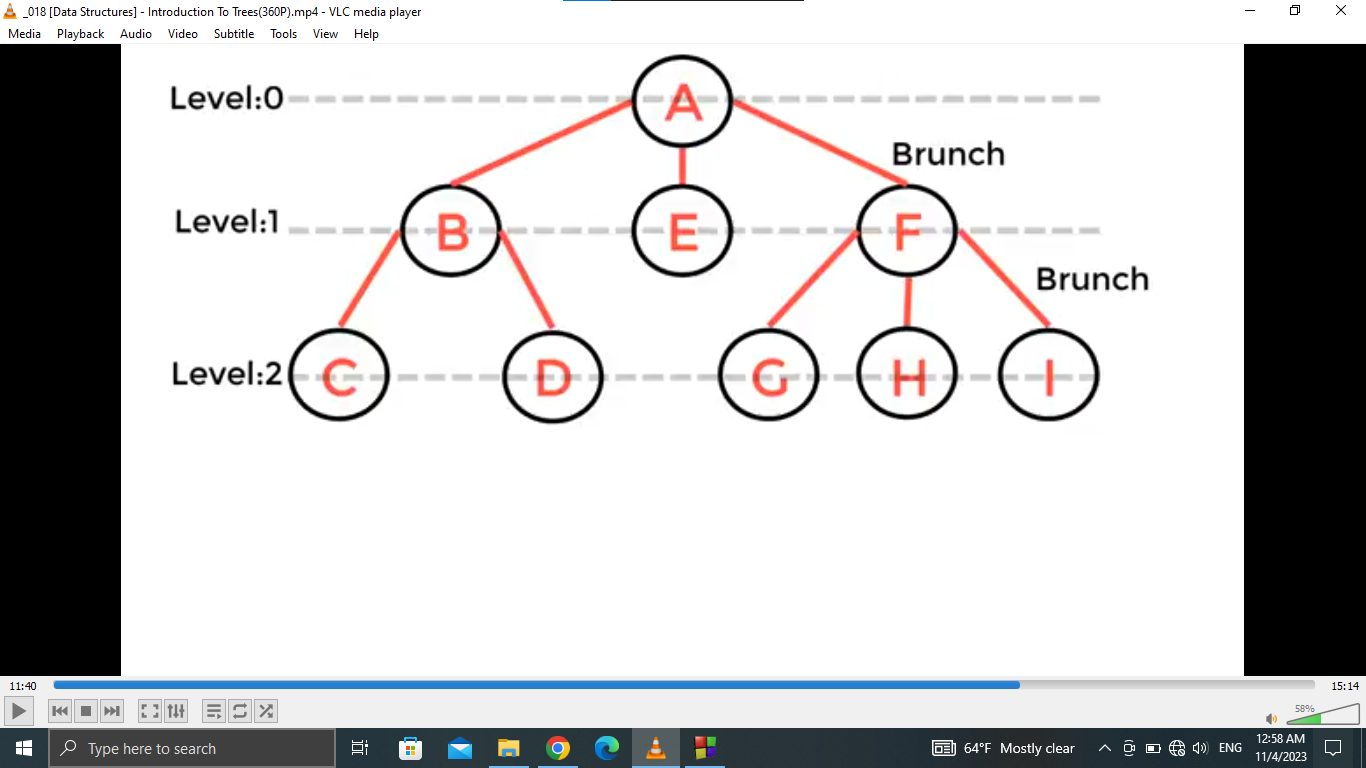 _018 [Data Structures] - Introduction To Trees(360P).mp4 - VLC media player
Media Playback Audio Video Subtitle Tools View Help
Level:0
A
Brunch
Level:1
B
E
F
Brunch
Level:2
C
D
G
H
I
11:40
15:14
58%
Type here to search
64°F Mostly clear
ENG
12:58 AM
11/4/2023